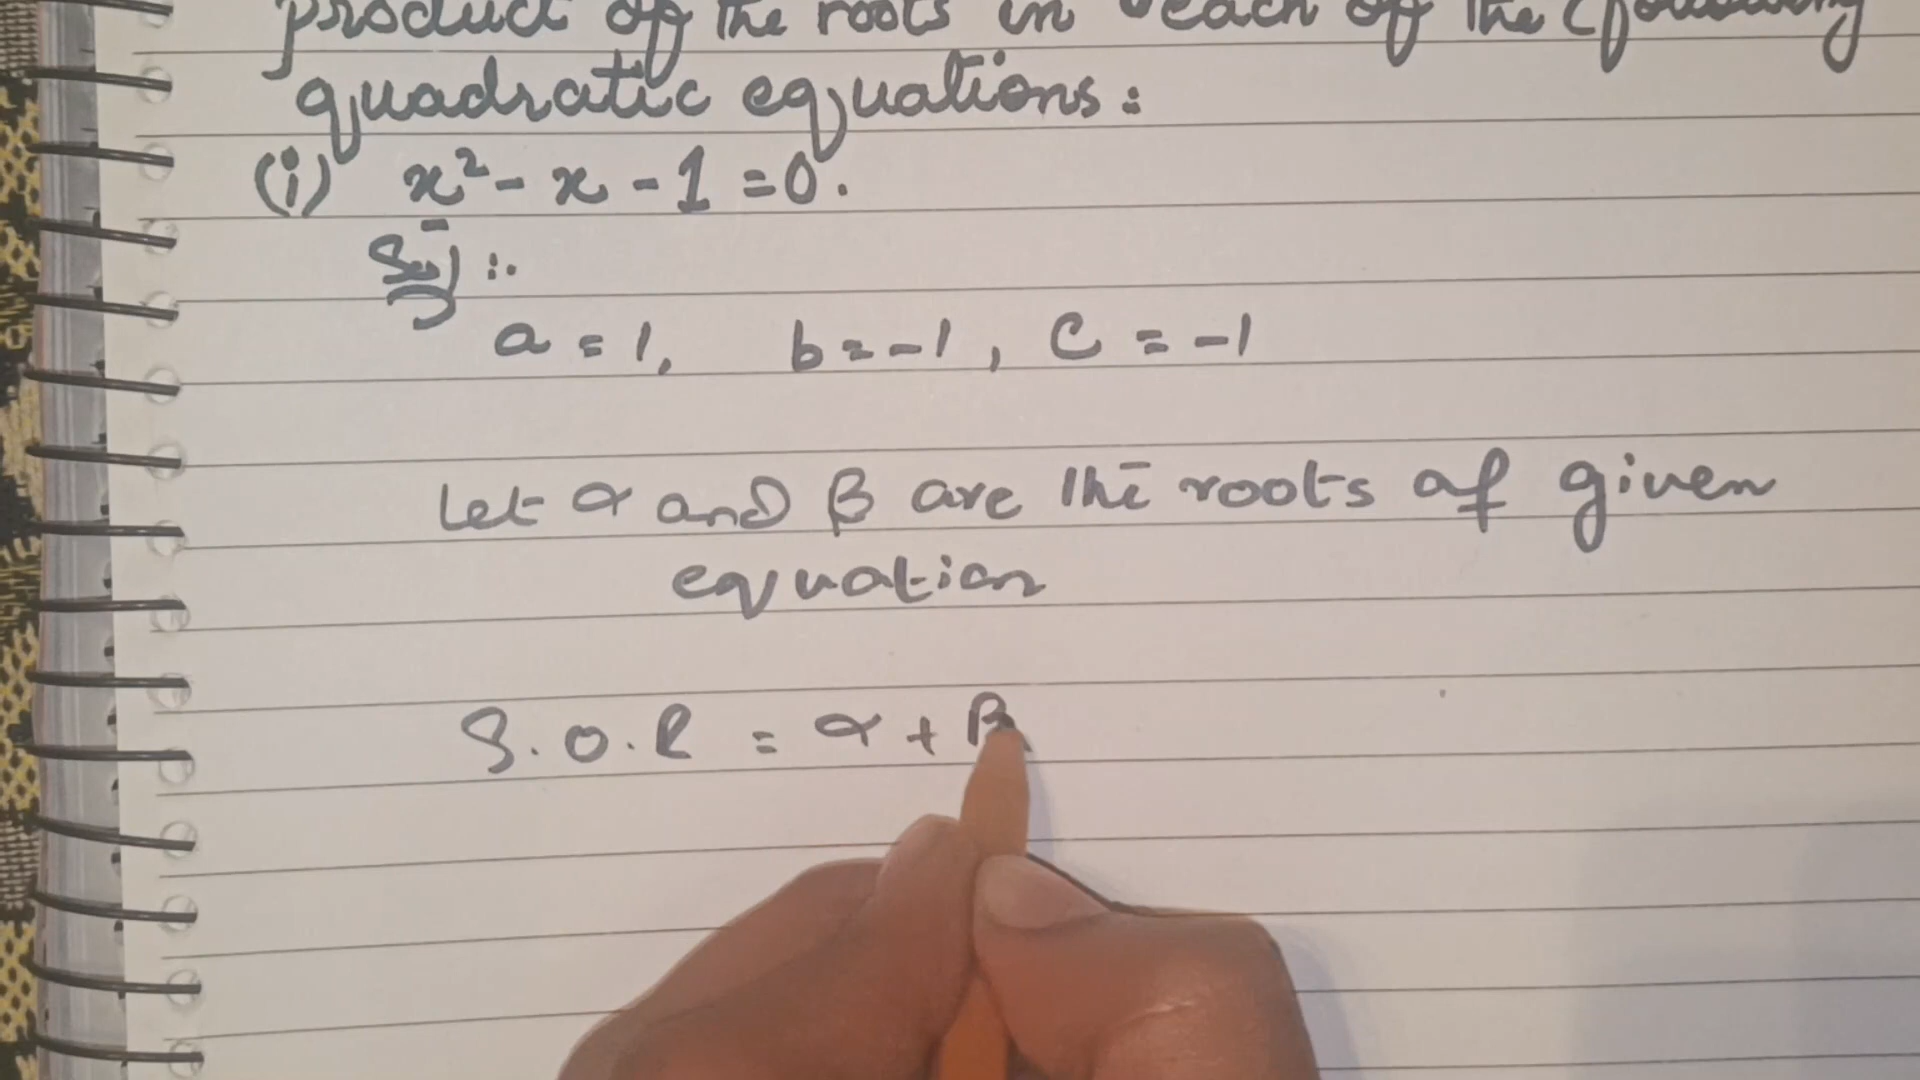 product of the roots in each of the following
quadratic equations:
(i) x² - x - 1 = 0.
Sol:.
a = 1, b = -1, C = -1
Let α and β are the roots of given
equation
S.O.R = α + β